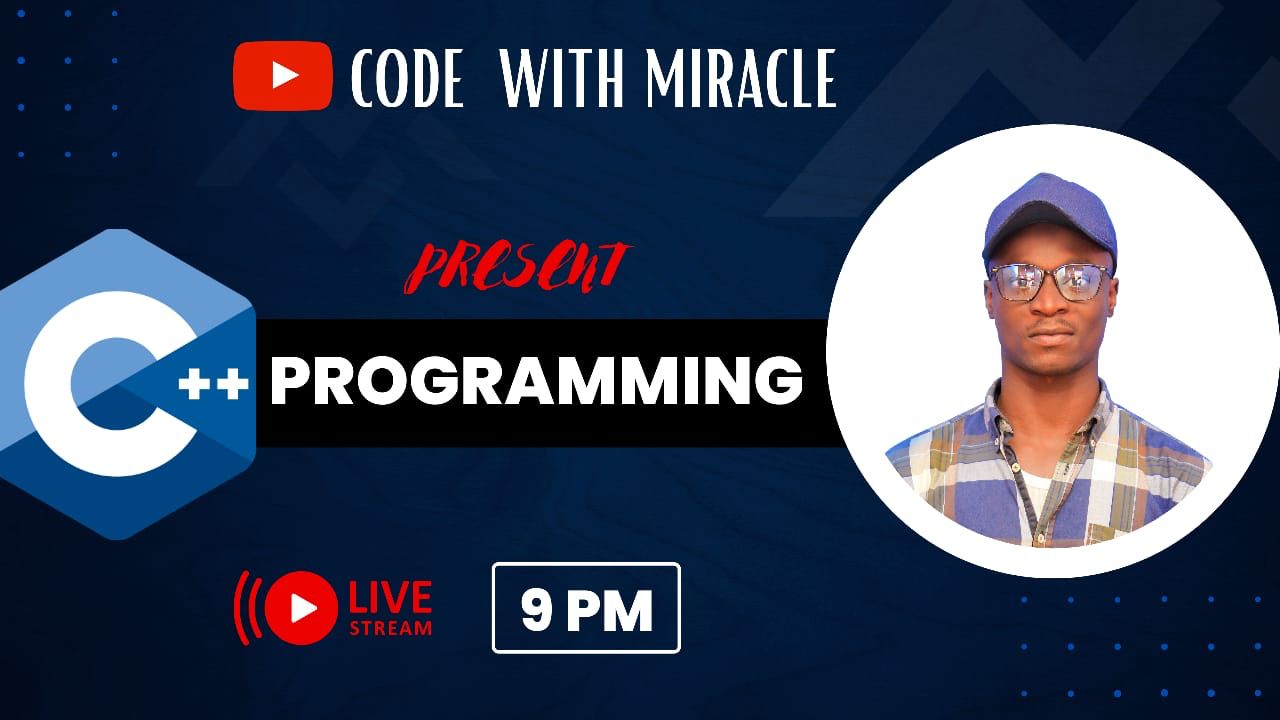 CODE WITH MIRACLE
PRESENT
C++ PROGRAMMING
LIVE
STREAM
9 PM